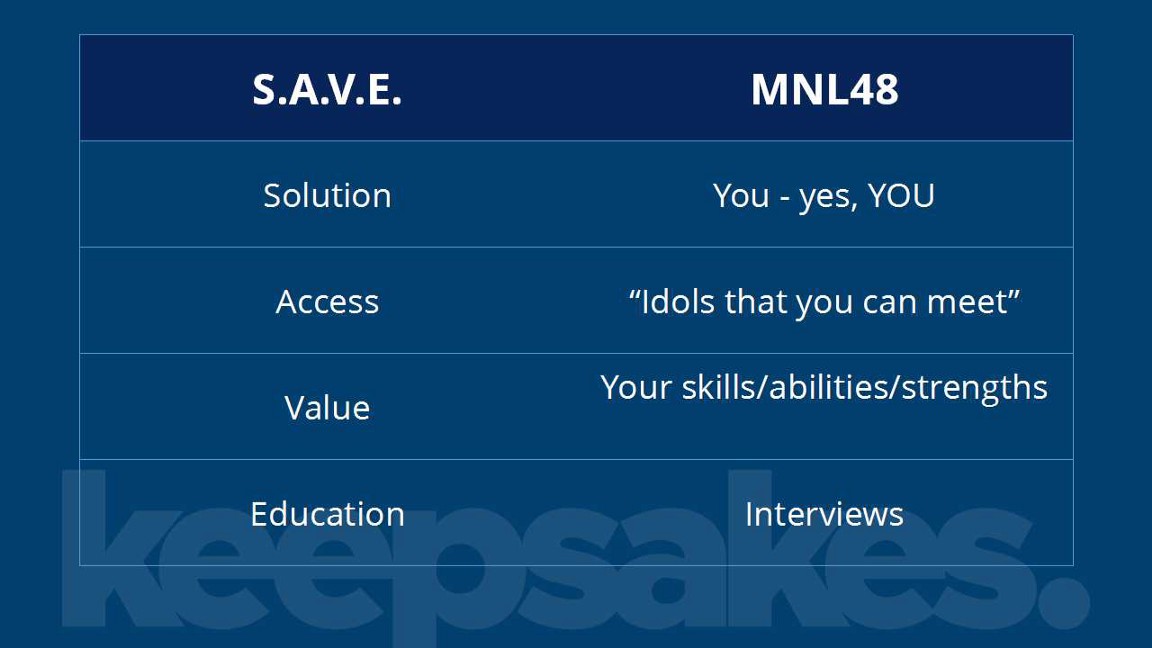 S.A.V.E. MNL48
Solution You - yes, YOU
Access “Idols that you can meet”
Value Your skills/abilities/strengths
Education Interviews
keepsakes.